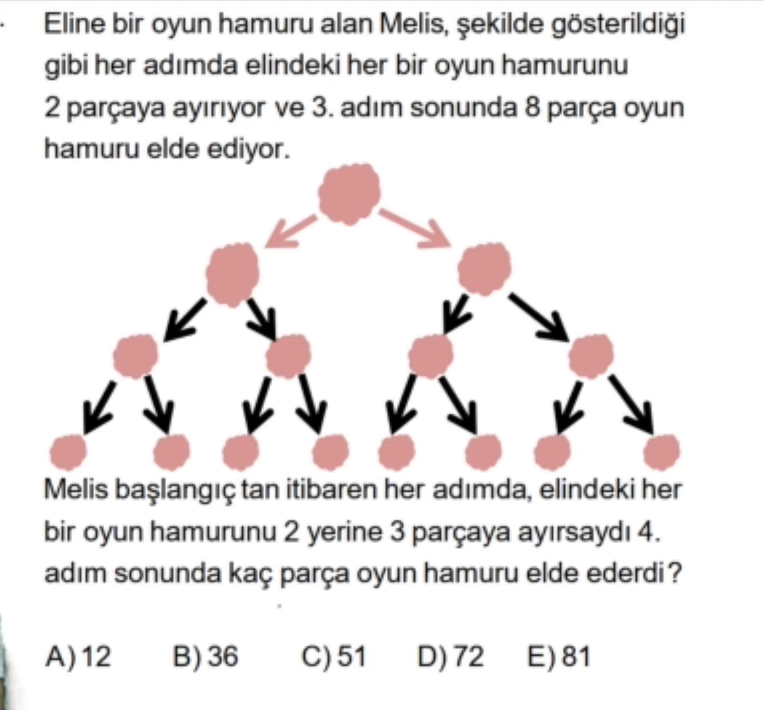 Eline bir oyun hamuru alan Melis, şekilde gösterildiği
gibi her adımda elindeki her bir oyun hamurunu
2 parçaya ayırıyor ve 3. adım sonunda 8 parça oyun
hamuru elde ediyor.
Melis başlangıç tan itibaren her adımda, elindeki her
bir oyun hamurunu 2 yerine 3 parçaya ayırsaydı 4.
adım sonunda kaç parça oyun hamuru elde ederdi?
A) 12 B) 36 C) 51 D) 72 E) 81